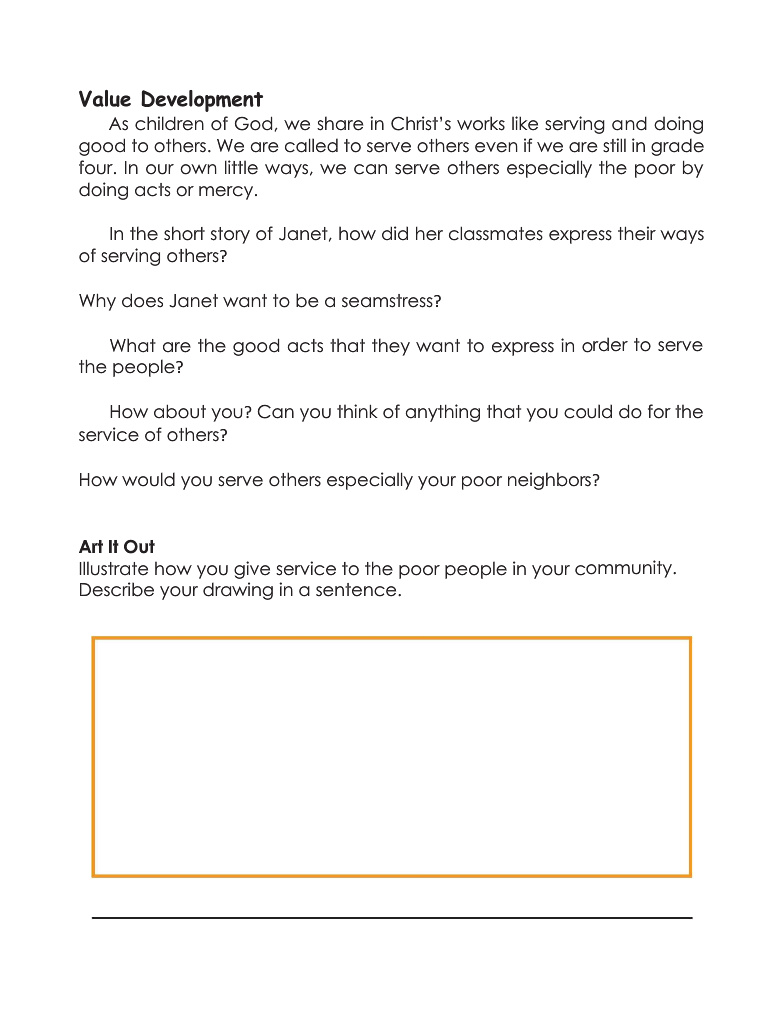 Value Development
As children of God, we share in Christ's works like serving and doing
good to others. We are called to serve others even if we are still in grade
four. In our own little ways, we can serve others especially the poor by
doing acts or mercy.
In the short story of Janet, how did her classmates express their ways
of serving others?
Why does Janet want to be a seamstress?
What are the good acts that they want to express in order to serve
the people?
How about you? Can you think of anything that you could do for the
service of others?
How would you serve others especially your poor neighbors?
Art It Out
Illustrate how you give service to the poor people in your community.
Describe your drawing in a sentence.